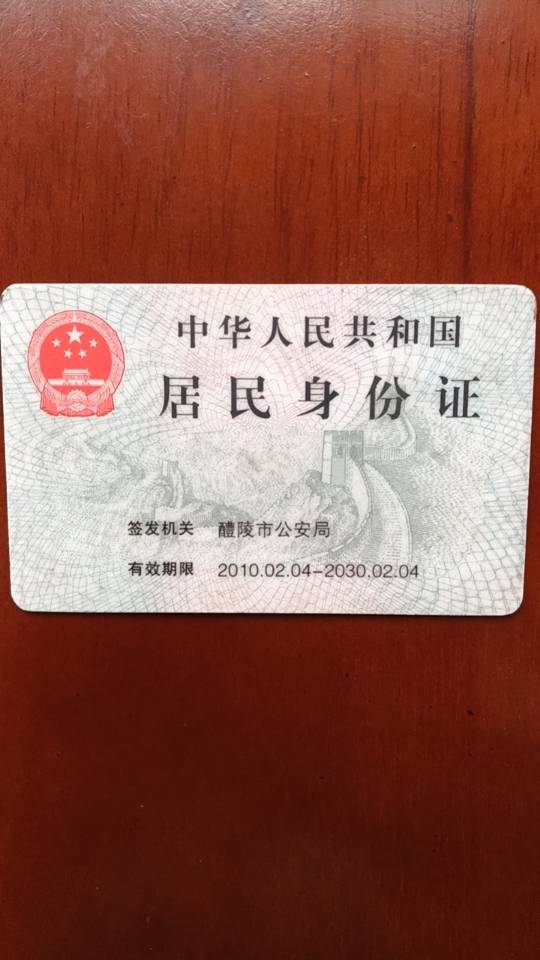 中华人民共和国
居民身份证
签发机关 醴陵市公安局
有效期限 2010.02.04-2030.02.04